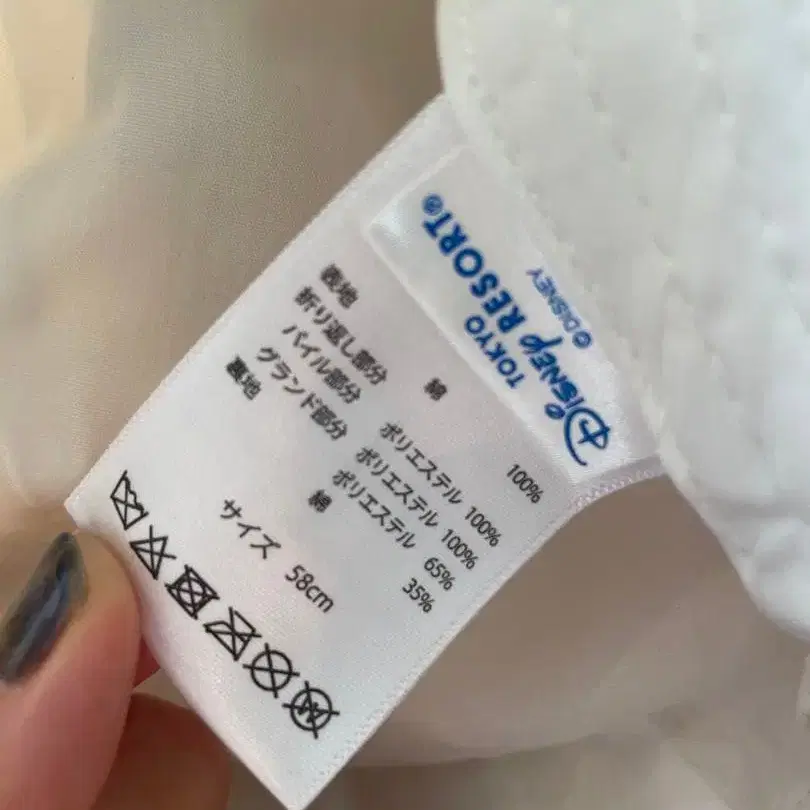 TOKYO
Disney RESORT®
©DISNEY
表地 綿 100%
折り返し部分
パイル部分 ポリエステル 100%
グランド部分 ポリエステル 100%
裏地 ポリエステル 65%
綿 35%
サイズ 58cm